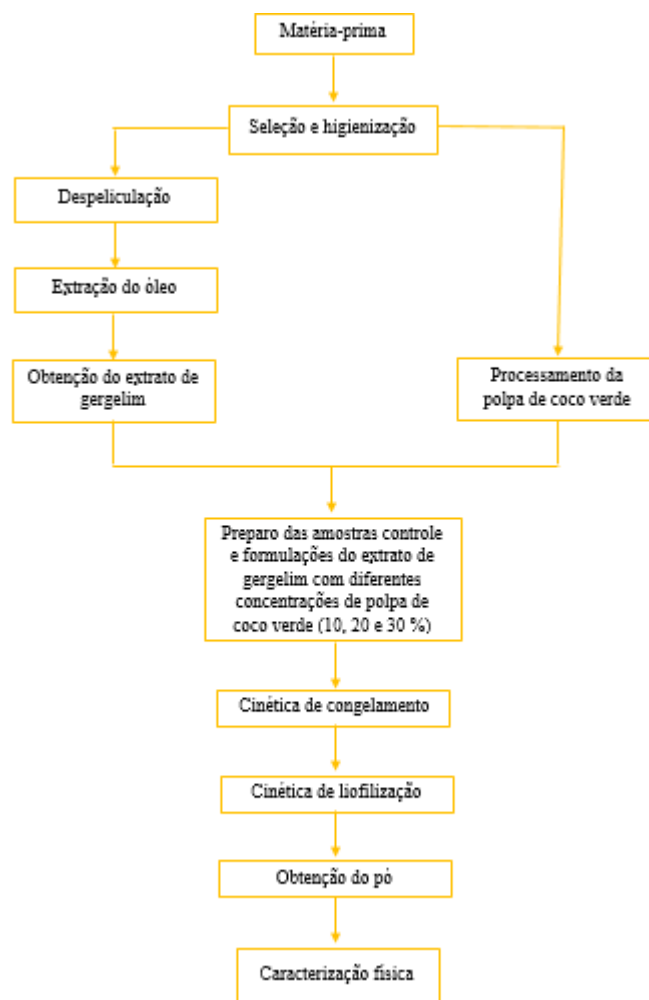 Matéria-prima
Seleção e higienização
Despeliculação
Extração do óleo
Obtenção do extrato de
gergelim
Processamento da
polpa de coco verde
Preparo das amostras controle
e formulações do extrato de
gergelim com diferentes
concentrações de polpa de
coco verde (10, 20 e 30 %)
Cinética de congelamento
Cinética de liofilização
Obtenção do pó
Caracterização física